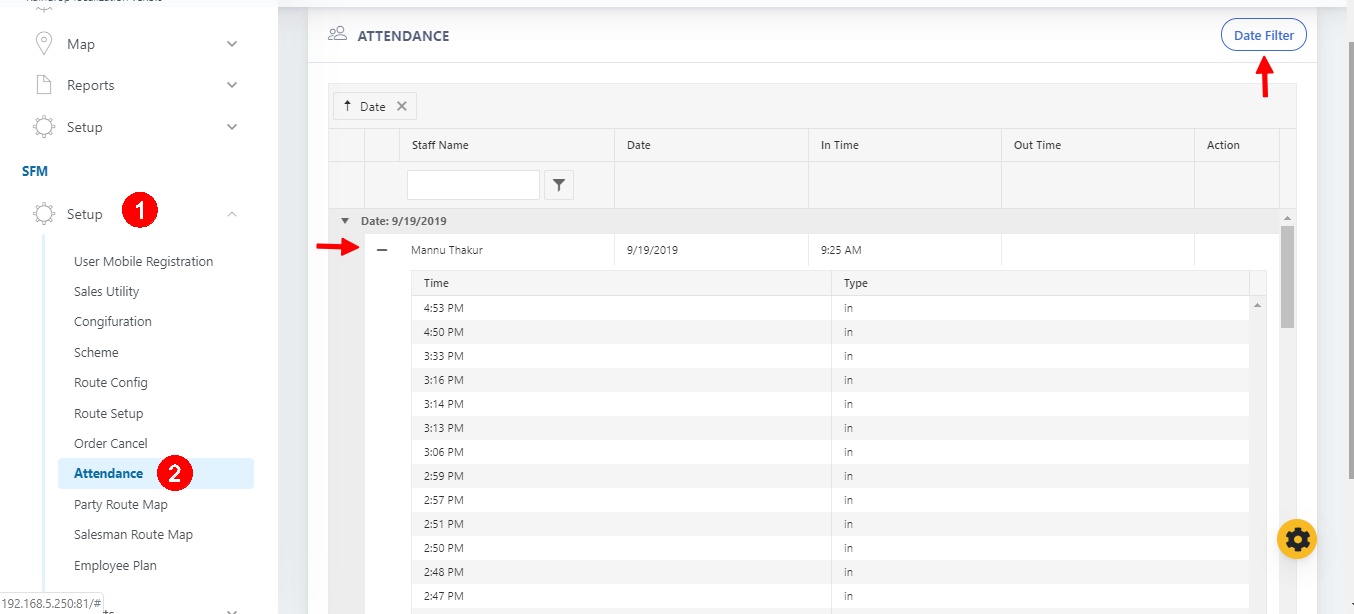 Map
Reports
Setup
SFM
Setup 1
User Mobile Registration
Sales Utility
Congifuration
Scheme
Route Config
Route Setup
Order Cancel
Attendance 2
Party Route Map
Salesman Route Map
Employee Plan
192.168.5.250:81/#
ATTENDANCE
Date Filter
Date
Staff Name Date In Time Out Time Action
Date: 9/19/2019
Mannu Thakur 9/19/2019 9:25 AM
Time Type
4:53 PM in
4:50 PM in
3:33 PM in
3:16 PM in
3:14 PM in
3:13 PM in
3:06 PM in
2:59 PM in
2:57 PM in
2:51 PM in
2:50 PM in
2:48 PM in
2:47 PM in